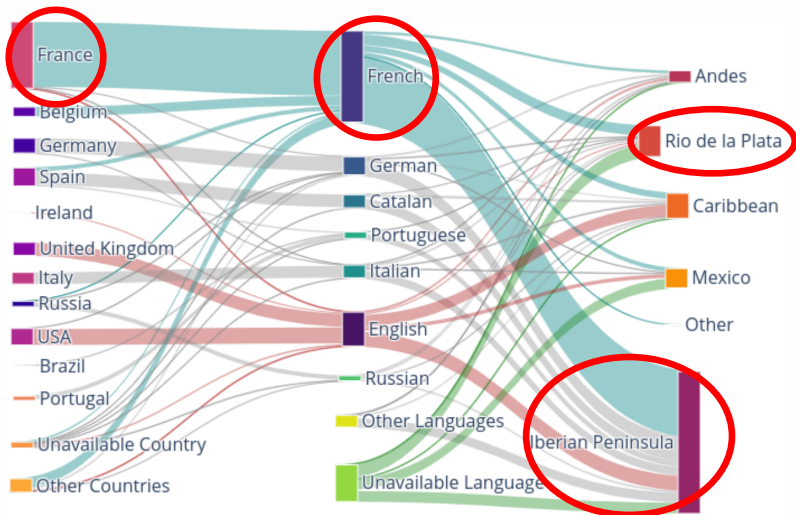 France
Belgium
Germany
Spain
Ireland
United Kingdom
Italy
Russia
USA
Brazil
Portugal
Unavailable Country
Other Countries
French
German
Catalan
Portuguese
Italian
English
Russian
Other Languages
Unavailable Language
Andes
Rio de la Plata
Caribbean
Mexico
Other
Iberian Peninsula